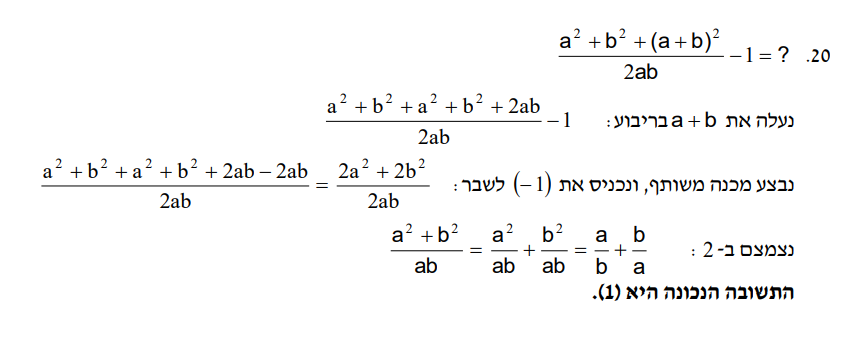 20. (a² + b² + (a + b)²)/(2ab) − 1 = ?
נעלה את a + b בריבוע: (a² + b² + a² + b² + 2ab)/(2ab) − 1
נבצע מכנה משותף, ונכניס את (−1) לשבר: (a² + b² + a² + b² + 2ab − 2ab)/(2ab) = (2a² + 2b²)/(2ab)
נצמצם ב- 2: (a² + b²)/(ab) = a²/(ab) + b²/(ab) = a/b + b/a
התשובה הנכונה היא (1).